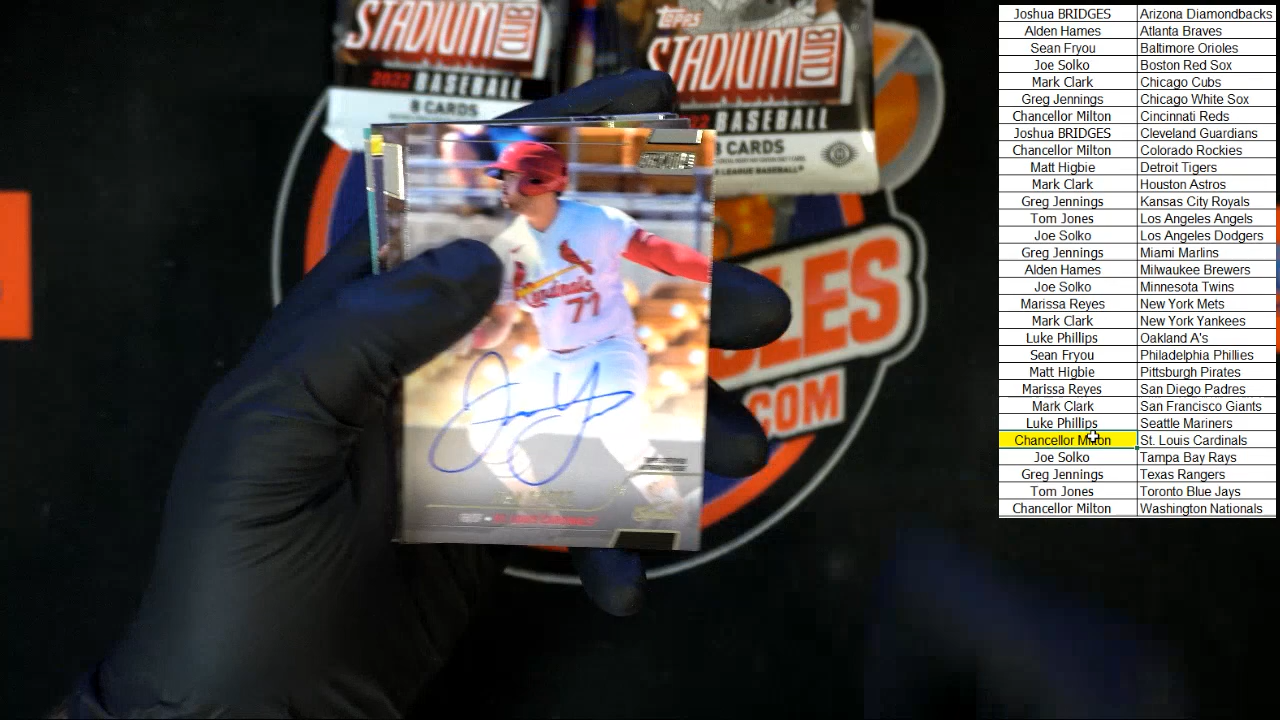 STADIUM CLUB
2022 BASEBALL
8 CARDS
Topps
STADIUM CLUB
BASEBALL
CARDS
LEAGUE BASEBALL
LES
.COM
Cardinals
71
Joshua BRIDGES Arizona Diamondbacks
Alden Hames Atlanta Braves
Sean Fryou Baltimore Orioles
Joe Solko Boston Red Sox
Mark Clark Chicago Cubs
Greg Jennings Chicago White Sox
Chancellor Milton Cincinnati Reds
Joshua BRIDGES Cleveland Guardians
Chancellor Milton Colorado Rockies
Matt Higbie Detroit Tigers
Mark Clark Houston Astros
Greg Jennings Kansas City Royals
Tom Jones Los Angeles Angels
Joe Solko Los Angeles Dodgers
Greg Jennings Miami Marlins
Alden Hames Milwaukee Brewers
Joe Solko Minnesota Twins
Marissa Reyes New York Mets
Mark Clark New York Yankees
Luke Phillips Oakland A's
Sean Fryou Philadelphia Phillies
Matt Higbie Pittsburgh Pirates
Marissa Reyes San Diego Padres
Mark Clark San Francisco Giants
Luke Phillips Seattle Mariners
Chancellor Milton St. Louis Cardinals
Joe Solko Tampa Bay Rays
Greg Jennings Texas Rangers
Tom Jones Toronto Blue Jays
Chancellor Milton Washington Nationals